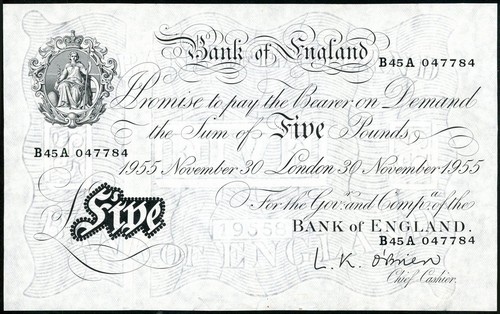 Bank of England
B45A 047784
Promise to pay the Bearer on Demand
the Sum of Five Pounds
B45A 047784
1955 November 30 London 30 November 1955
For the Govr. and Compa. of the
£Five
BANK of ENGLAND.
B45A 047784
L. K. O'Brien
Chief Cashier.